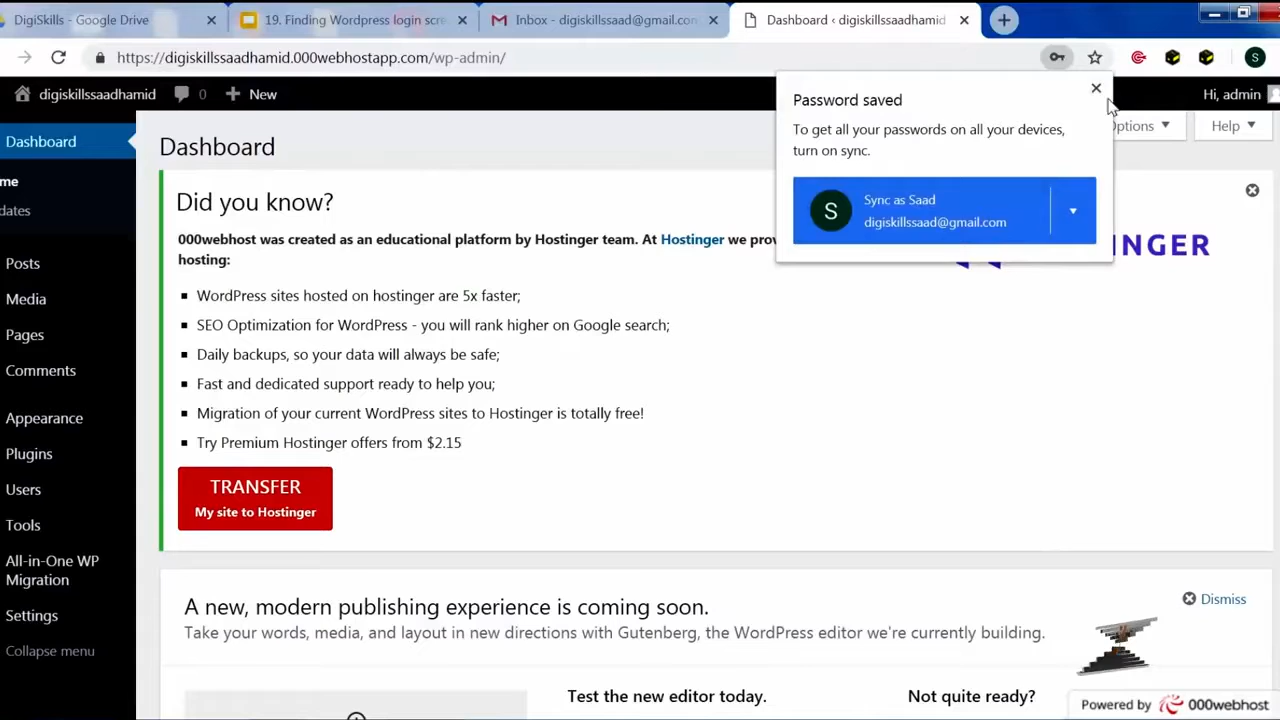 DigiSkills - Google Drive
19. Finding Wordpress login scre
Inbox - digiskillssaad@gmail.com
Dashboard ‹ digiskillssaadhamid
https://digiskillssaadhamid.000webhostapp.com/wp-admin/
S
digiskillssaadhamid
0
New
Hi, admin
Password saved
To get all your passwords on all your devices,
turn on sync.
S
Sync as Saad
digiskillssaad@gmail.com
Options
Help
Dashboard
me
dates
Posts
Media
Pages
Comments
Appearance
Plugins
Users
Tools
All-in-One WP
Migration
Settings
Collapse menu
Dashboard
Did you know?
000webhost was created as an educational platform by Hostinger team. At Hostinger we prov
hosting:
INGER
WordPress sites hosted on hostinger are 5x faster;
SEO Optimization for WordPress - you will rank higher on Google search;
Daily backups, so your data will always be safe;
Fast and dedicated support ready to help you;
Migration of your current WordPress sites to Hostinger is totally free!
Try Premium Hostinger offers from $2.15
TRANSFER
My site to Hostinger
A new, modern publishing experience is coming soon.
Dismiss
Take your words, media, and layout in new directions with Gutenberg, the WordPress editor we're currently building.
Test the new editor today.
Not quite ready?
Powered by 000webhost